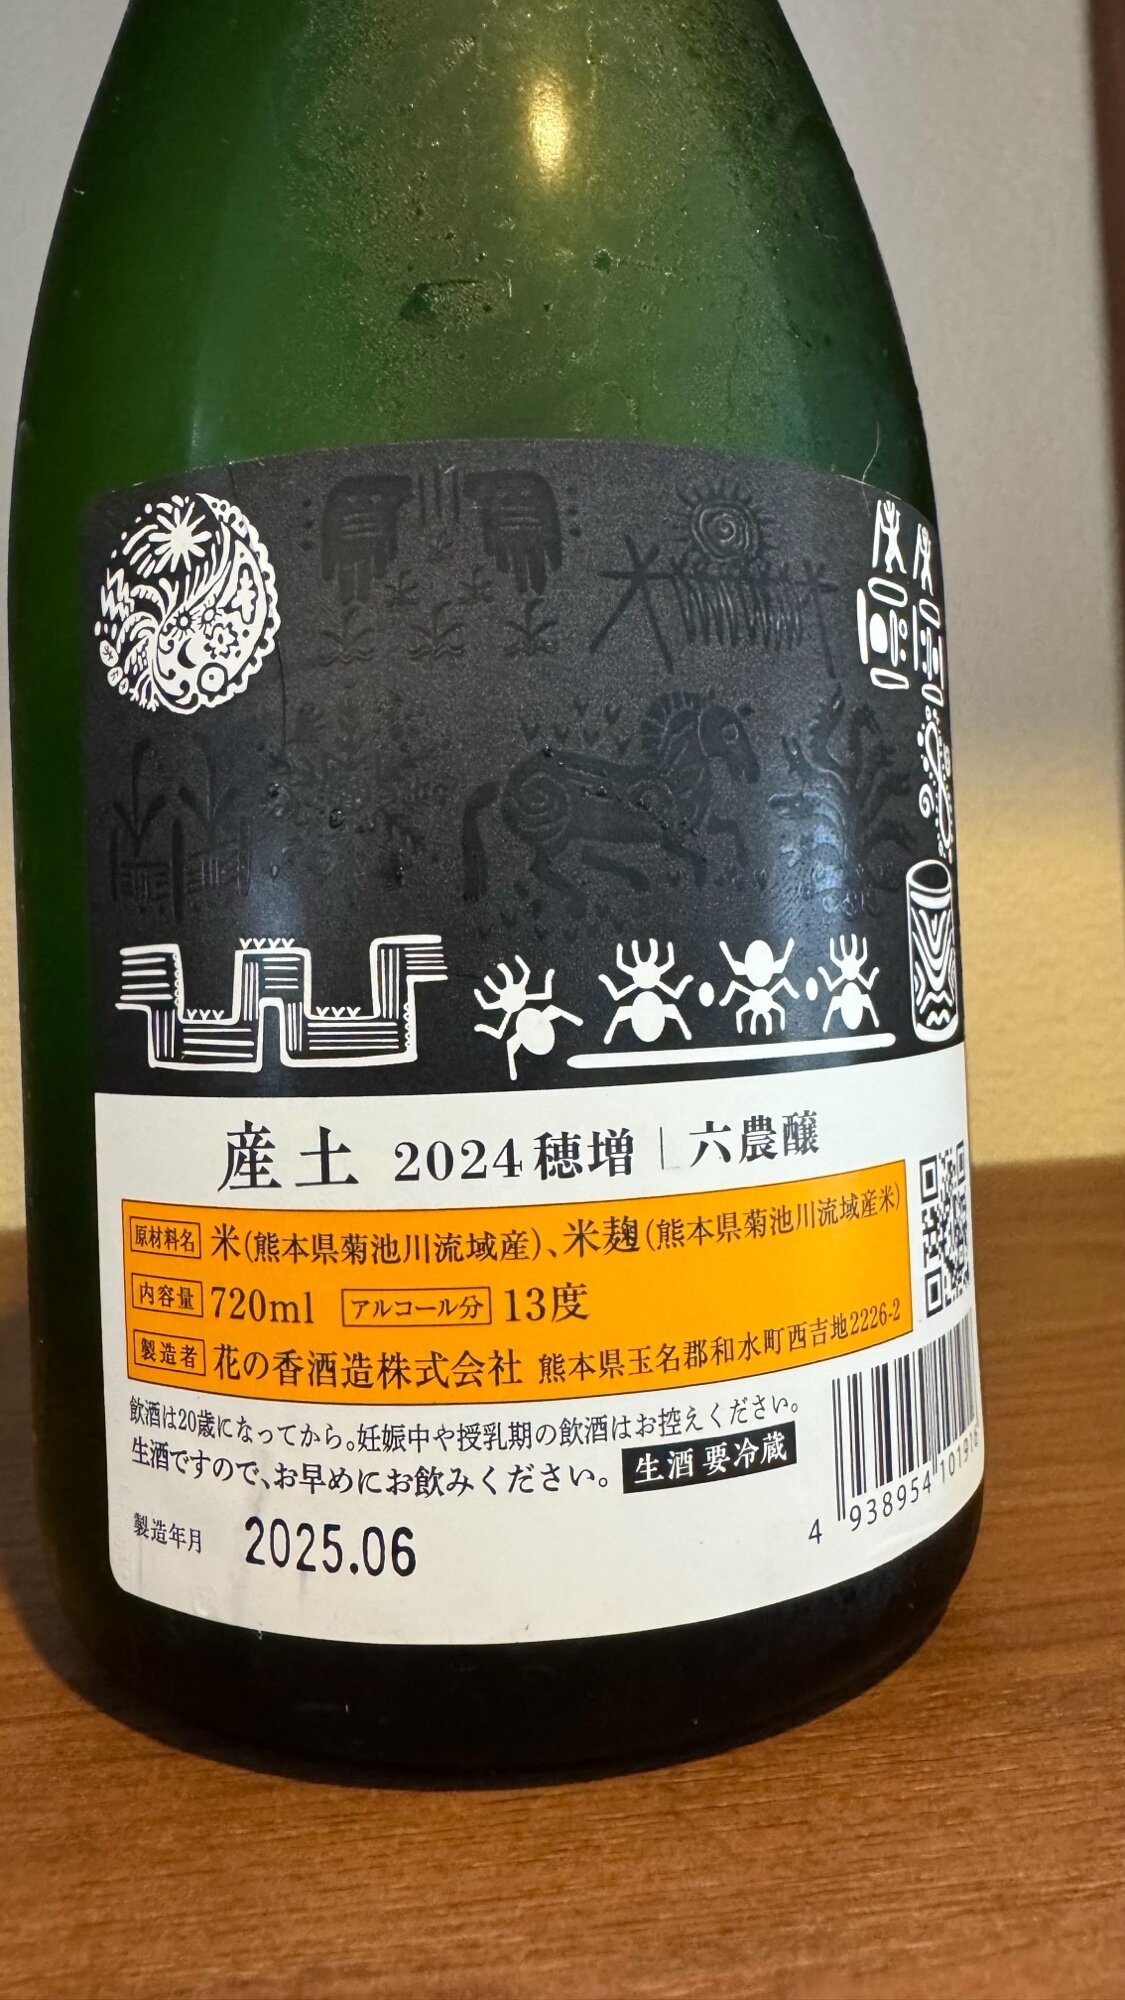 産土 2024 穂増 | 六農醸
原材料名 米(熊本県菊池川流域産)、米麹(熊本県菊池川流域産米)
内容量 720ml アルコール分 13度
製造者 花の香酒造株式会社 熊本県玉名郡和水町西吉地2226-2
飲酒は20歳になってから。妊娠中や授乳期の飲酒はお控えください。
生酒ですので、お早めにお飲みください。 生酒 要冷蔵
製造年月 2025.06